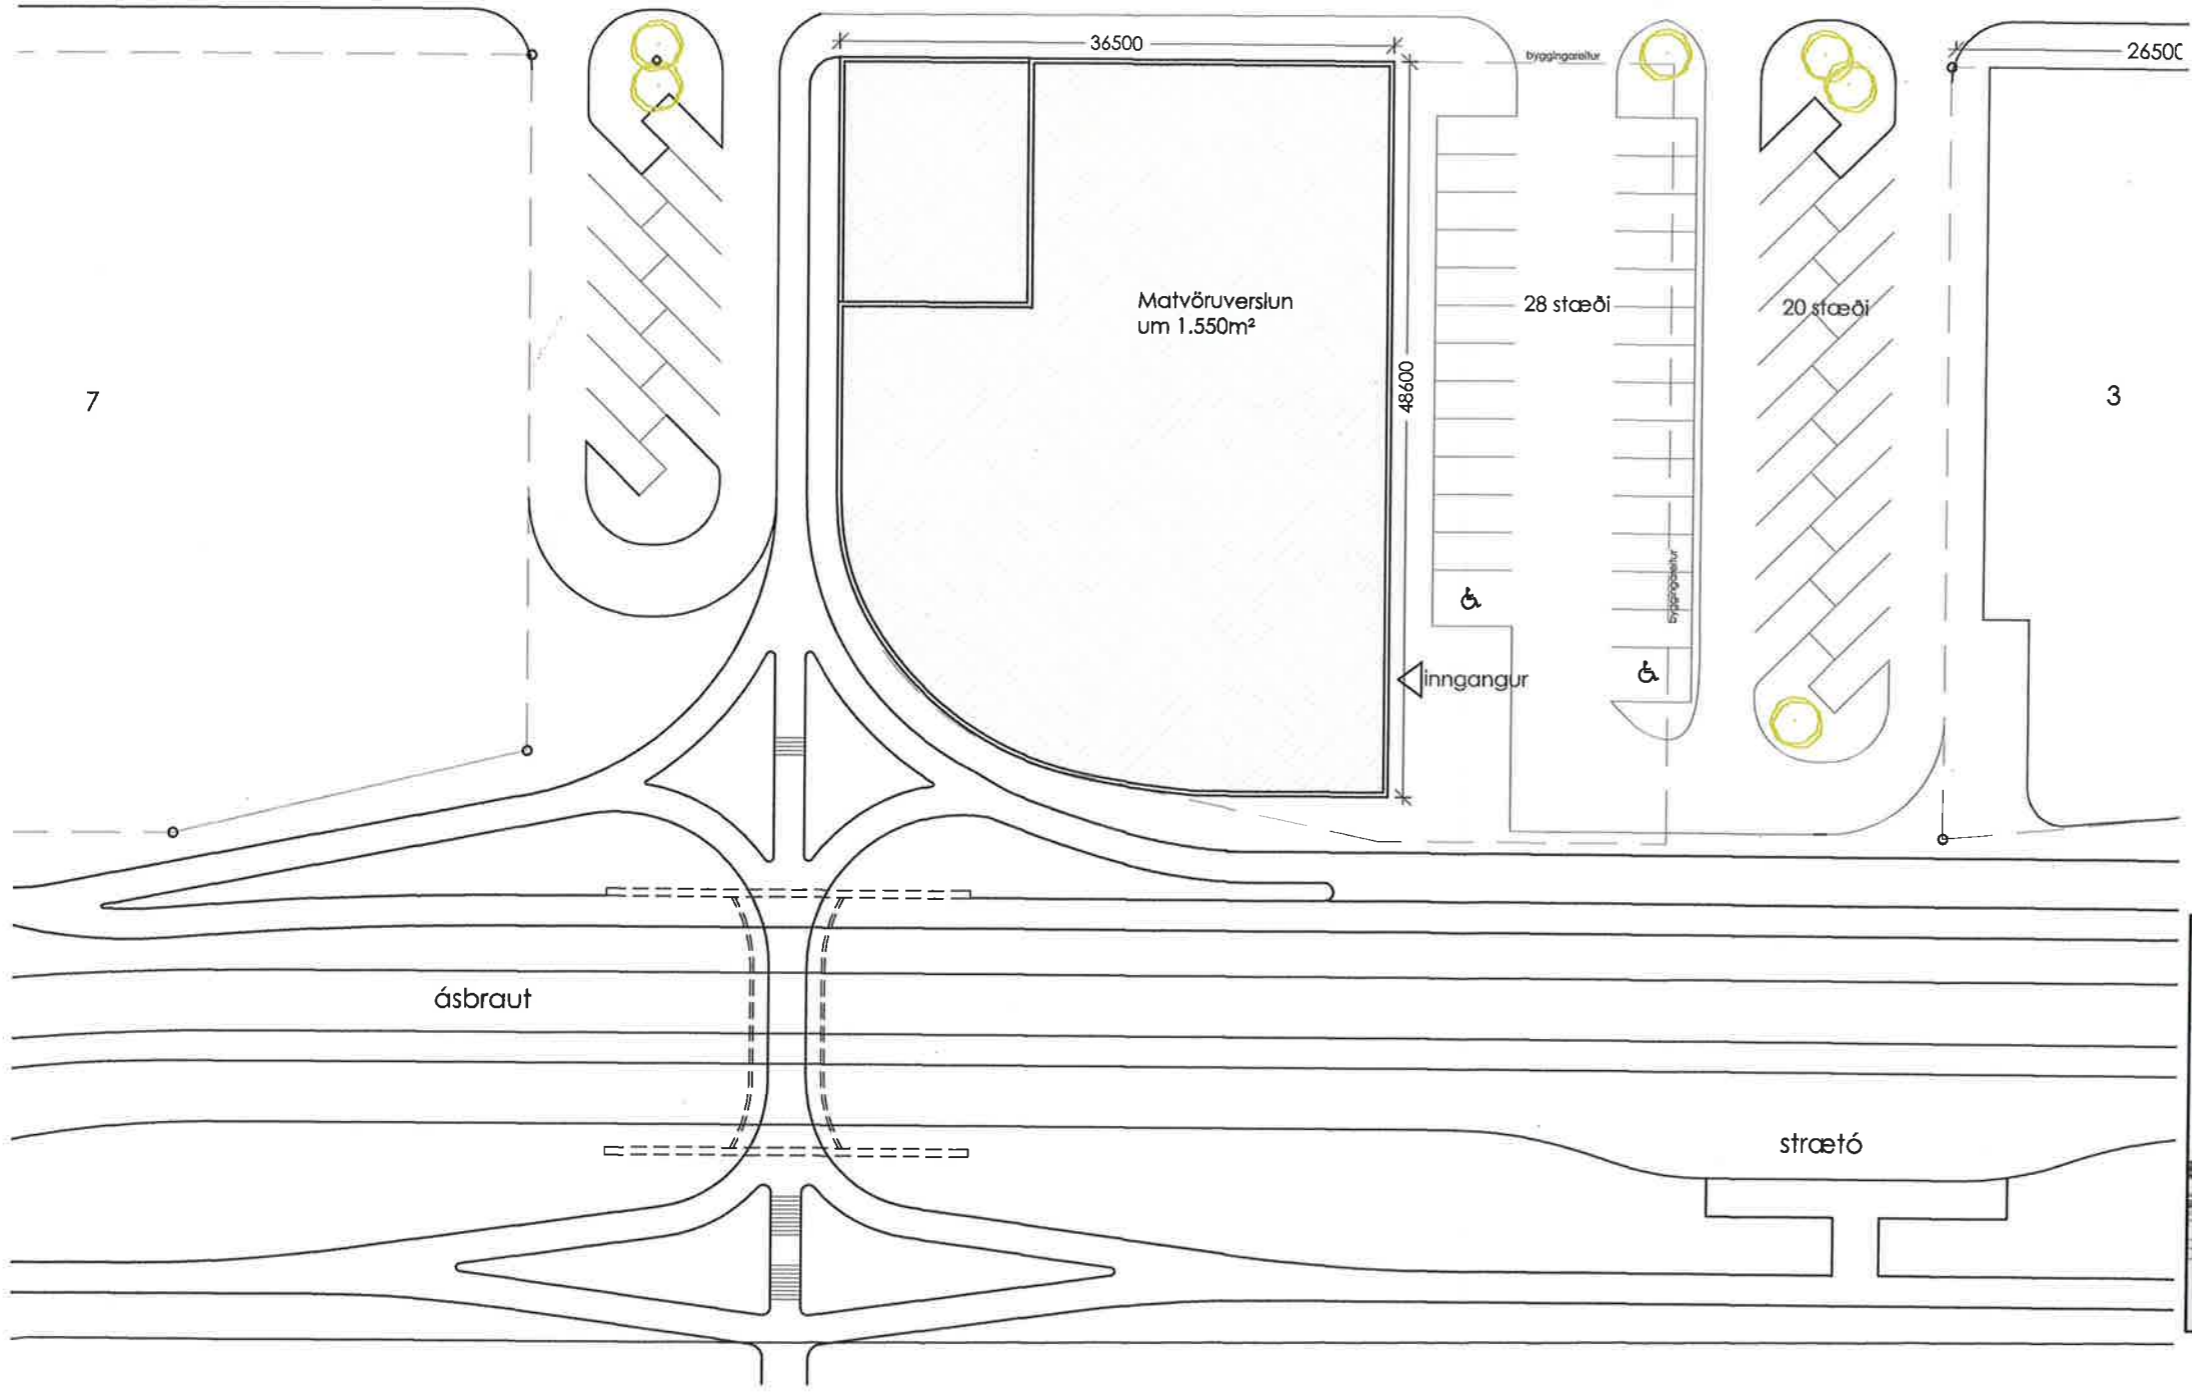 36500
byggingareitur
26500
Matvöruverslun
um 1.550m²
28 stæði
20 stæði
48600
7
3
byggingareitur
inngangur
ásbraut
strætó